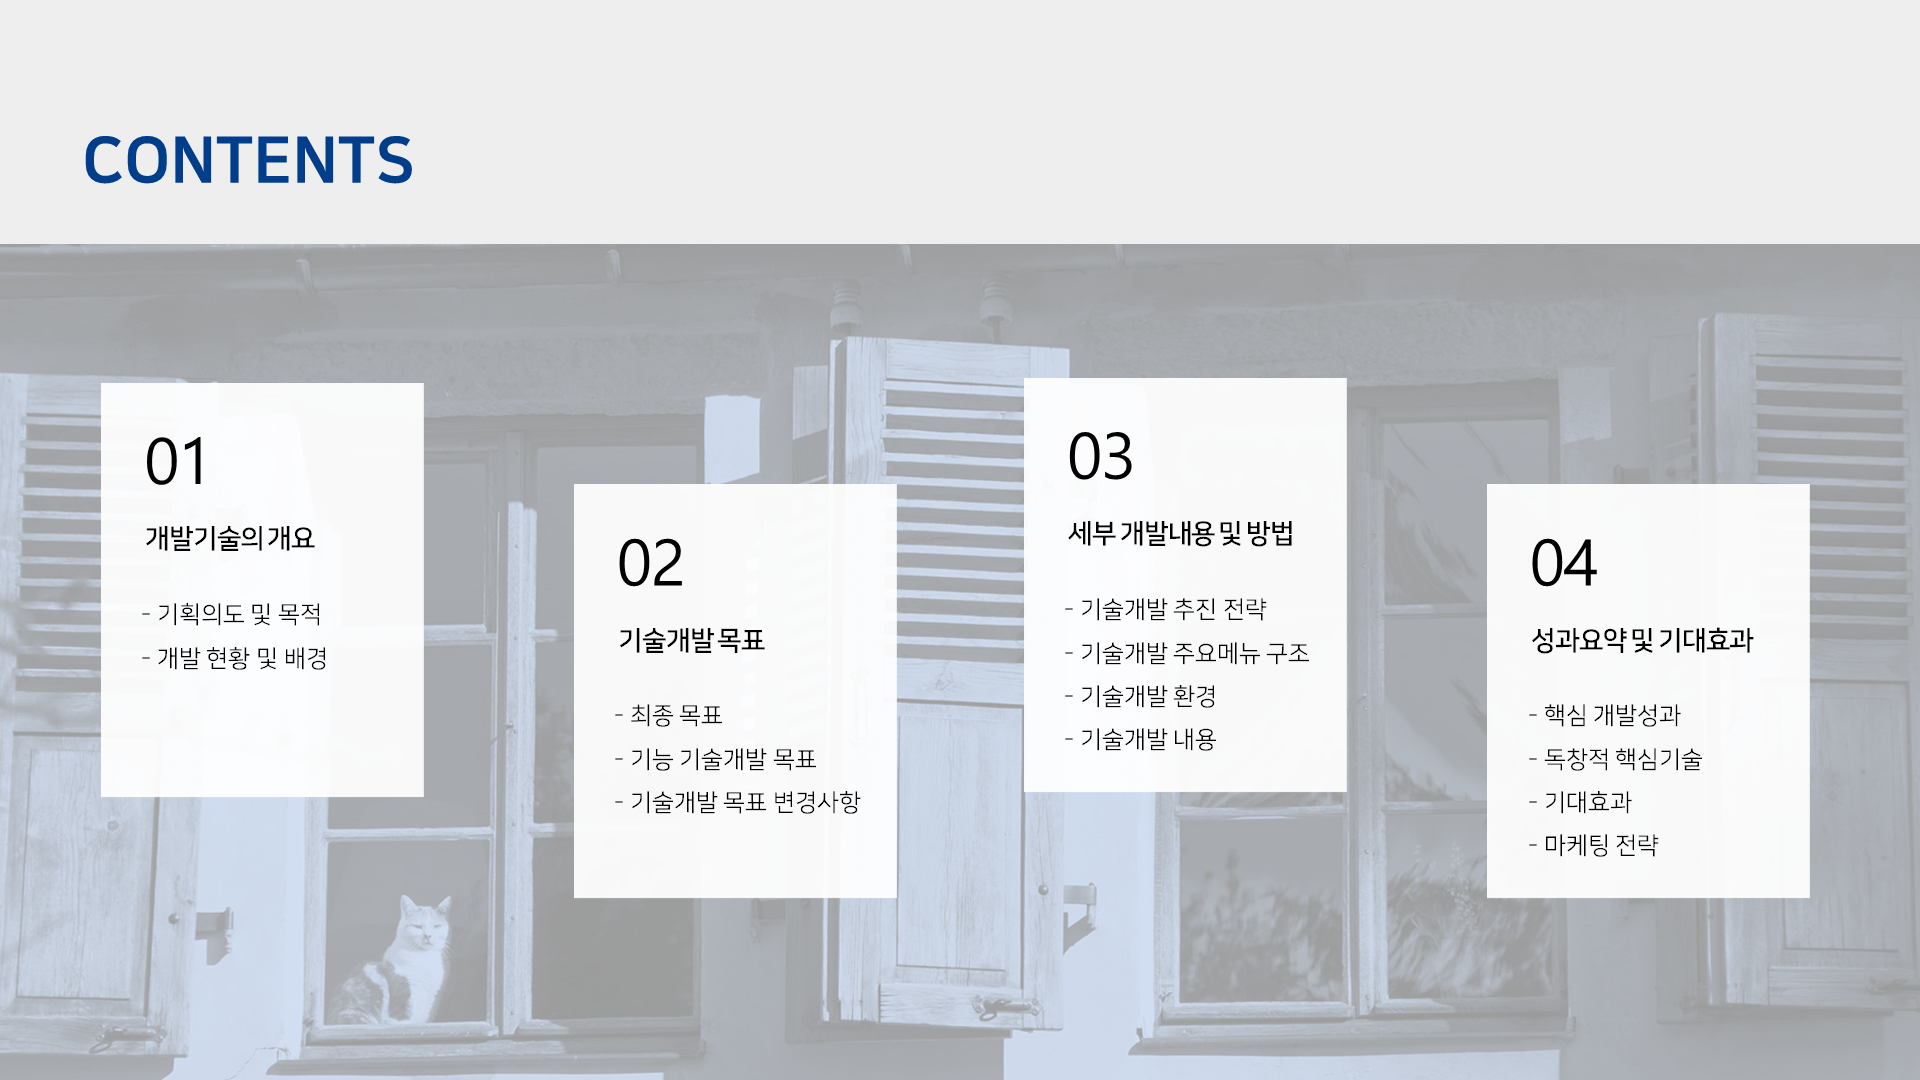 CONTENTS
01
개발기술의 개요
- 기획의도 및 목적
- 개발 현황 및 배경
02
기술개발 목표
- 최종 목표
- 기능 기술개발 목표
- 기술개발 목표 변경사항
03
세부 개발내용 및 방법
- 기술개발 추진 전략
- 기술개발 주요메뉴 구조
- 기술개발 환경
- 기술개발 내용
04
성과요약 및 기대효과
- 핵심 개발성과
- 독창적 핵심기술
- 기대효과
- 마케팅 전략